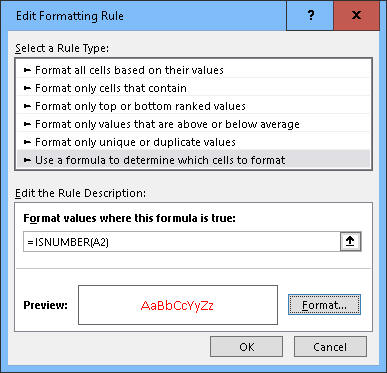 Edit Formatting Rule
?
X
Select a Rule Type:
► Format all cells based on their values
► Format only cells that contain
► Format only top or bottom ranked values
► Format only values that are above or below average
► Format only unique or duplicate values
► Use a formula to determine which cells to format
Edit the Rule Description:
Format values where this formula is true:
=ISNUMBER(A2)
Preview:
AaBbCcYyZz
Format...
OK
Cancel